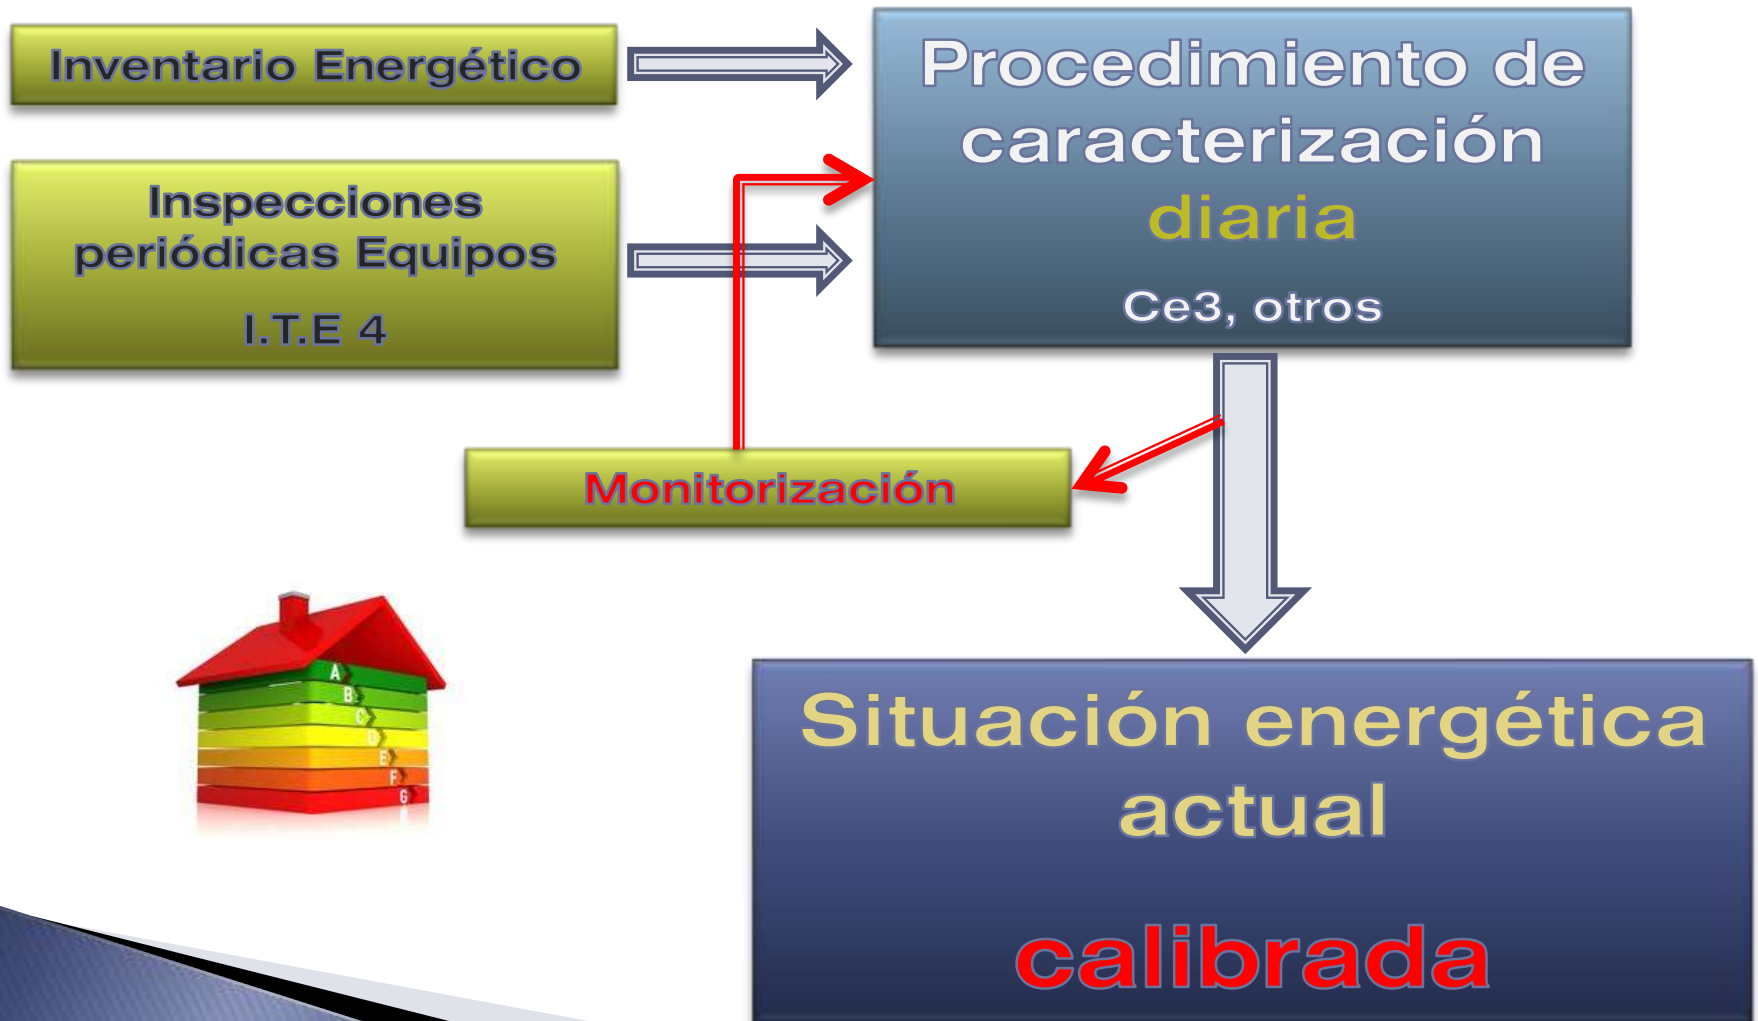 Inventario Energético
Inspecciones
periódicas Equipos
I.T.E 4
Procedimiento de
caracterización
diaria
Ce3, otros
Monitorización
A
B
C
D
E
F
G
Situación energética
actual
calibrada